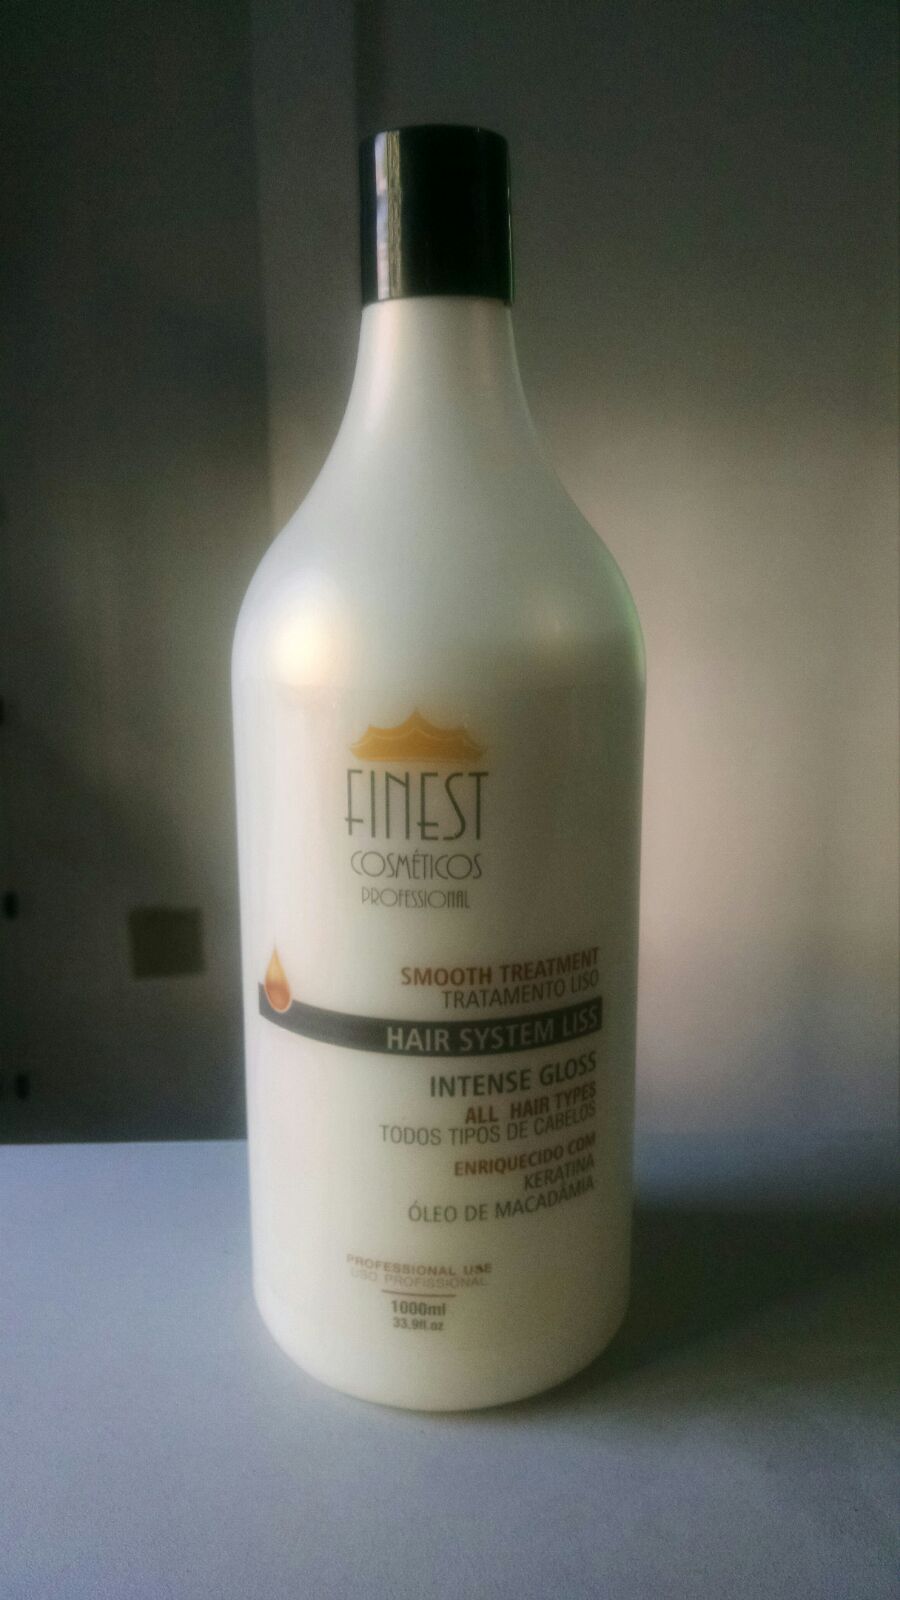 FINEST
COSMÉTICOS
PROFESSIONAL
SMOOTH TREATMENT
TRATAMENTO LISO
HAIR SYSTEM LISS
INTENSE GLOSS
ALL HAIR TYPES
TODOS TIPOS DE CABELOS
ENRIQUECIDO COM
KERATINA
ÓLEO DE MACADÂMIA
PROFESSIONAL USE
USO PROFISSIONAL
1000ml
33.9fl.oz